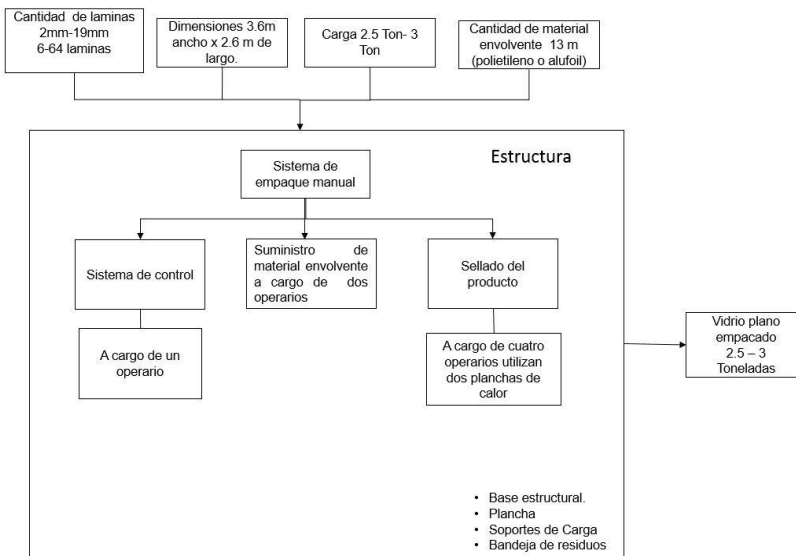 Cantidad de laminas
2mm-19mm
6-64 laminas
Dimensiones 3.6m
ancho x 2.6 m de
largo.
Carga 2.5 Ton- 3
Ton
Cantidad de material
envolvente 13 m
(polietileno o alufoil)
Estructura
Sistema de
empaque manual
Sistema de control
Suministro de
material envolvente
a cargo de dos
operarios
Sellado del
producto
A cargo de un
operario
A cargo de cuatro
operarios utilizan
dos planchas de
calor
Vidrio plano
empacado
2.5 – 3
Toneladas
• Base estructural.
• Plancha
• Soportes de Carga
• Bandeja de residuos